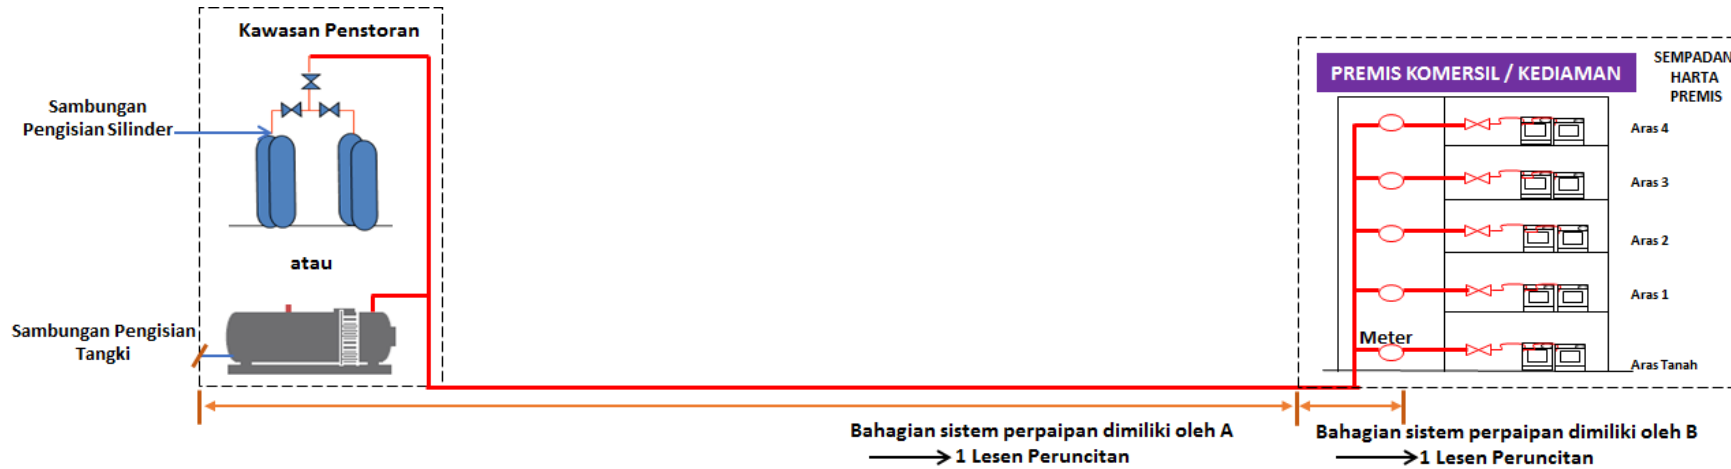 Kawasan Penstoran
Sambungan
Pengisian Silinder
atau
Sambungan Pengisian
Tangki
PREMIS KOMERSIL / KEDIAMAN
SEMPADAN
HARTA
PREMIS
Aras 4
Aras 3
Aras 2
Aras 1
Meter
Aras Tanah
Bahagian sistem perpaipan dimiliki oleh A
1 Lesen Peruncitan
Bahagian sistem perpaipan dimiliki oleh B
1 Lesen Peruncitan